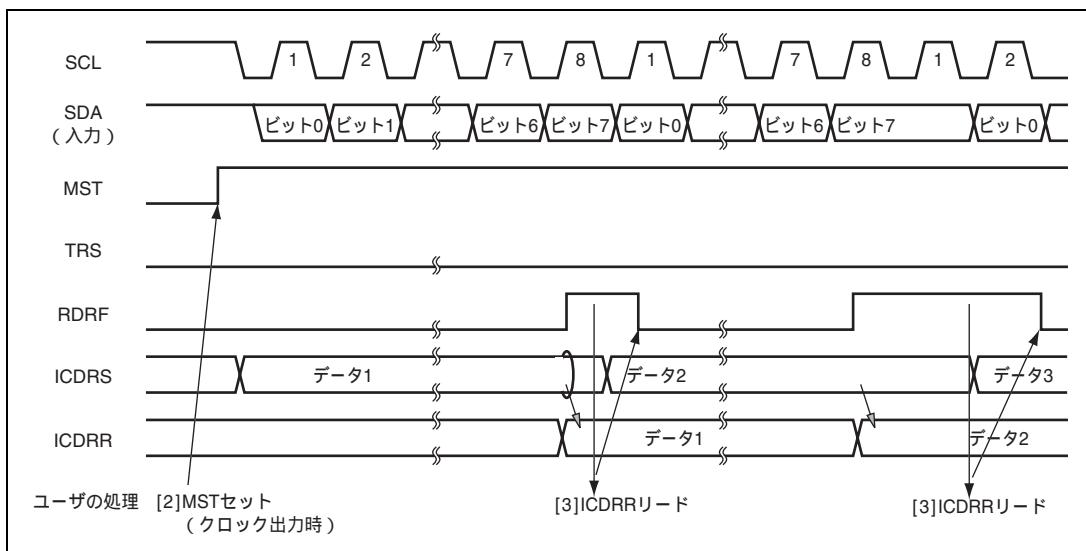 SCL 1 2 7 8 1 7 8 1 2
SDA
（入力） ビット0 ビット1 ビット6 ビット7 ビット0 ビット6 ビット7 ビット0
MST
TRS
RDRF
ICDRS データ1 データ2 データ3
ICDRR データ1 データ2
ユーザの処理 [2]MSTセット [3]ICDRRリード [3]ICDRRリード
（クロック出力時）